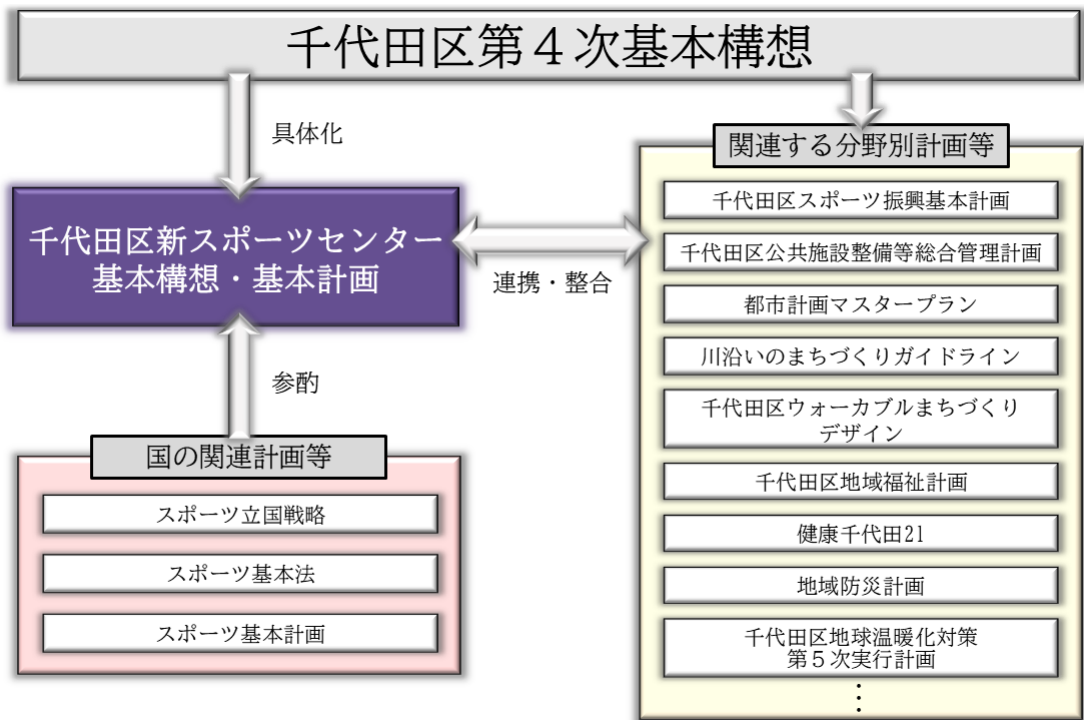 千代田区第４次基本構想
具体化
千代田区新スポーツセンター
基本構想・基本計画
連携・整合
参酌
国の関連計画等
スポーツ立国戦略
スポーツ基本法
スポーツ基本計画
関連する分野別計画等
千代田区スポーツ振興基本計画
千代田区公共施設整備等総合管理計画
都市計画マスタープラン
川沿いのまちづくりガイドライン
千代田区ウォーカブルまちづくり
デザイン
千代田区地域福祉計画
健康千代田21
地域防災計画
千代田区地球温暖化対策
第５次実行計画
⋮